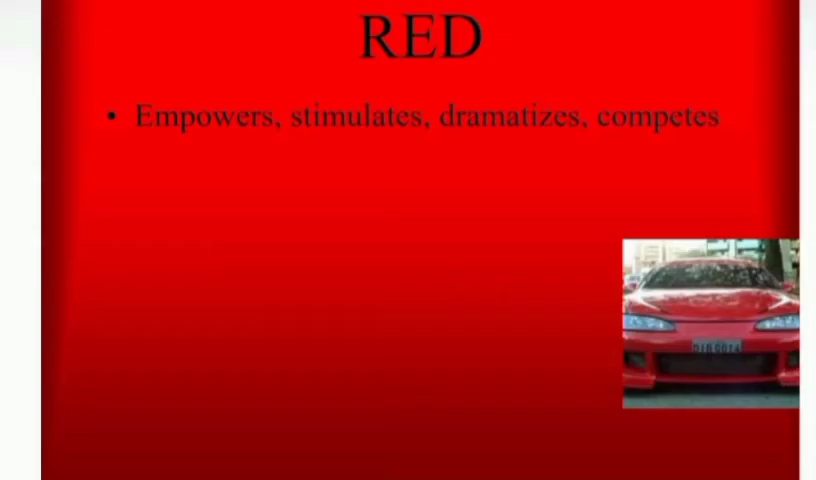 RED
• Empowers, stimulates, dramatizes, competes